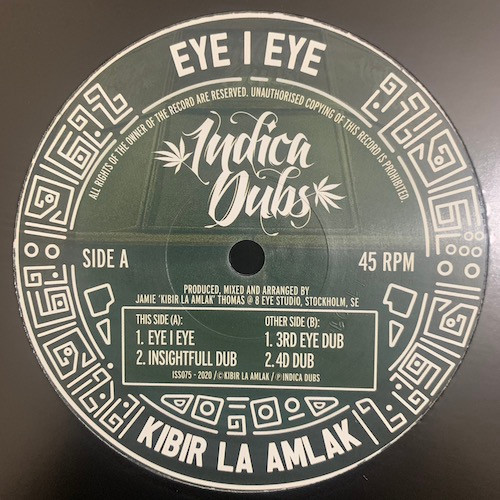 EYE I EYE
ALL RIGHTS OF THE OWNER OF THE RECORD ARE RESERVED. UNAUTHORISED COPYING OF THIS RECORD IS PROHIBITED.
Indica
Dubs
SIDE A
45 RPM
PRODUCED, MIXED AND ARRANGED BY
JAMIE 'KIBIR LA AMLAK' THOMAS @ B EYE STUDIO, STOCKHOLM, SE
THIS SIDE (A):
1. EYE I EYE
2. INSIGHTFULL DUB
OTHER SIDE (B):
1. 3RD EYE DUB
2. 4D DUB
ISS075 - 2020 / © KIBIR LA AMLAK / ℗ INDICA DUBS
KIBIR LA AMLAK